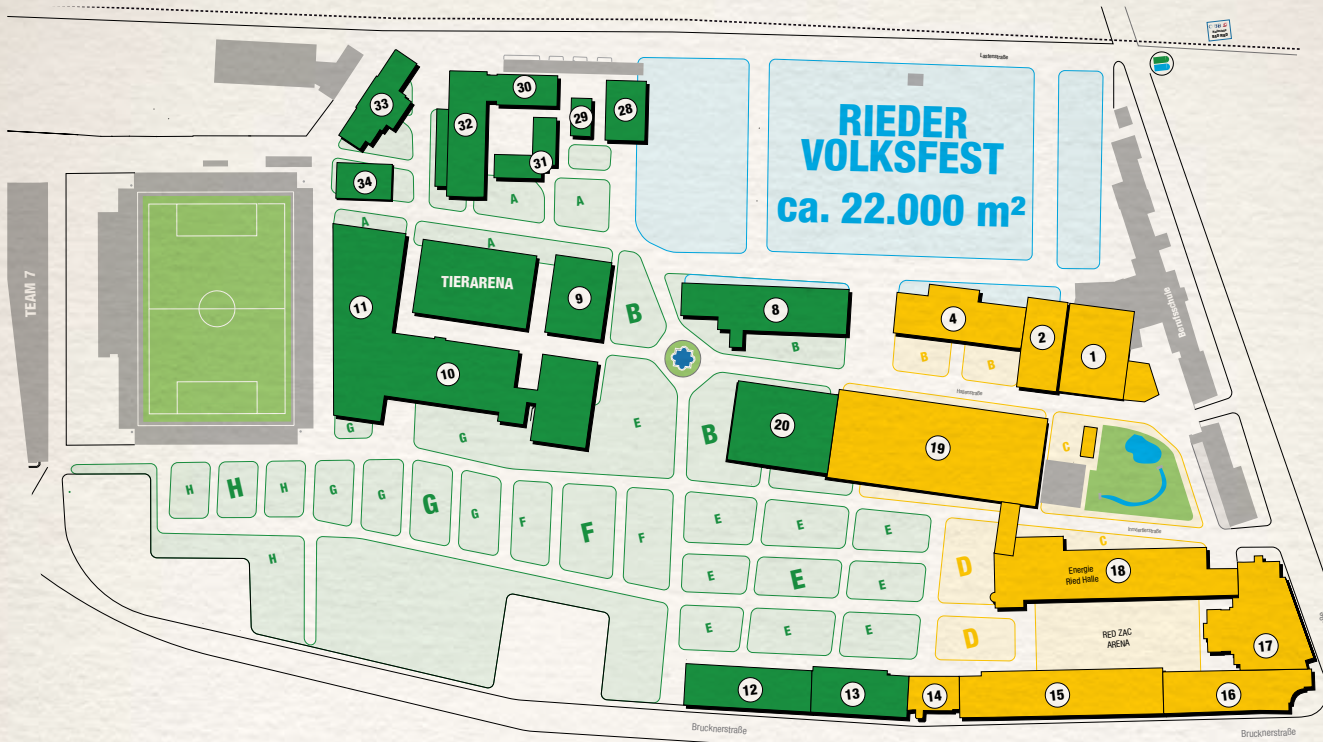 Lastenstraße
RIEDER
VOLKSFEST
ca. 22.000 m²
33
32
30
29
28
31
34
A
A
A
A
TEAM 7
11
TIERARENA
9
B
8
B
4
2
1
B
B
Berufsschule
10
G
G
E
B
20
19
C
H
H
H
G
G
G
G
F
F
F
H
E
E
E
E
E
E
E
E
E
D
C
Energie
Ried Halle
18
D
RED ZAC
ARENA
17
12
13
14
15
16
Brucknerstraße
Brucknerstraße